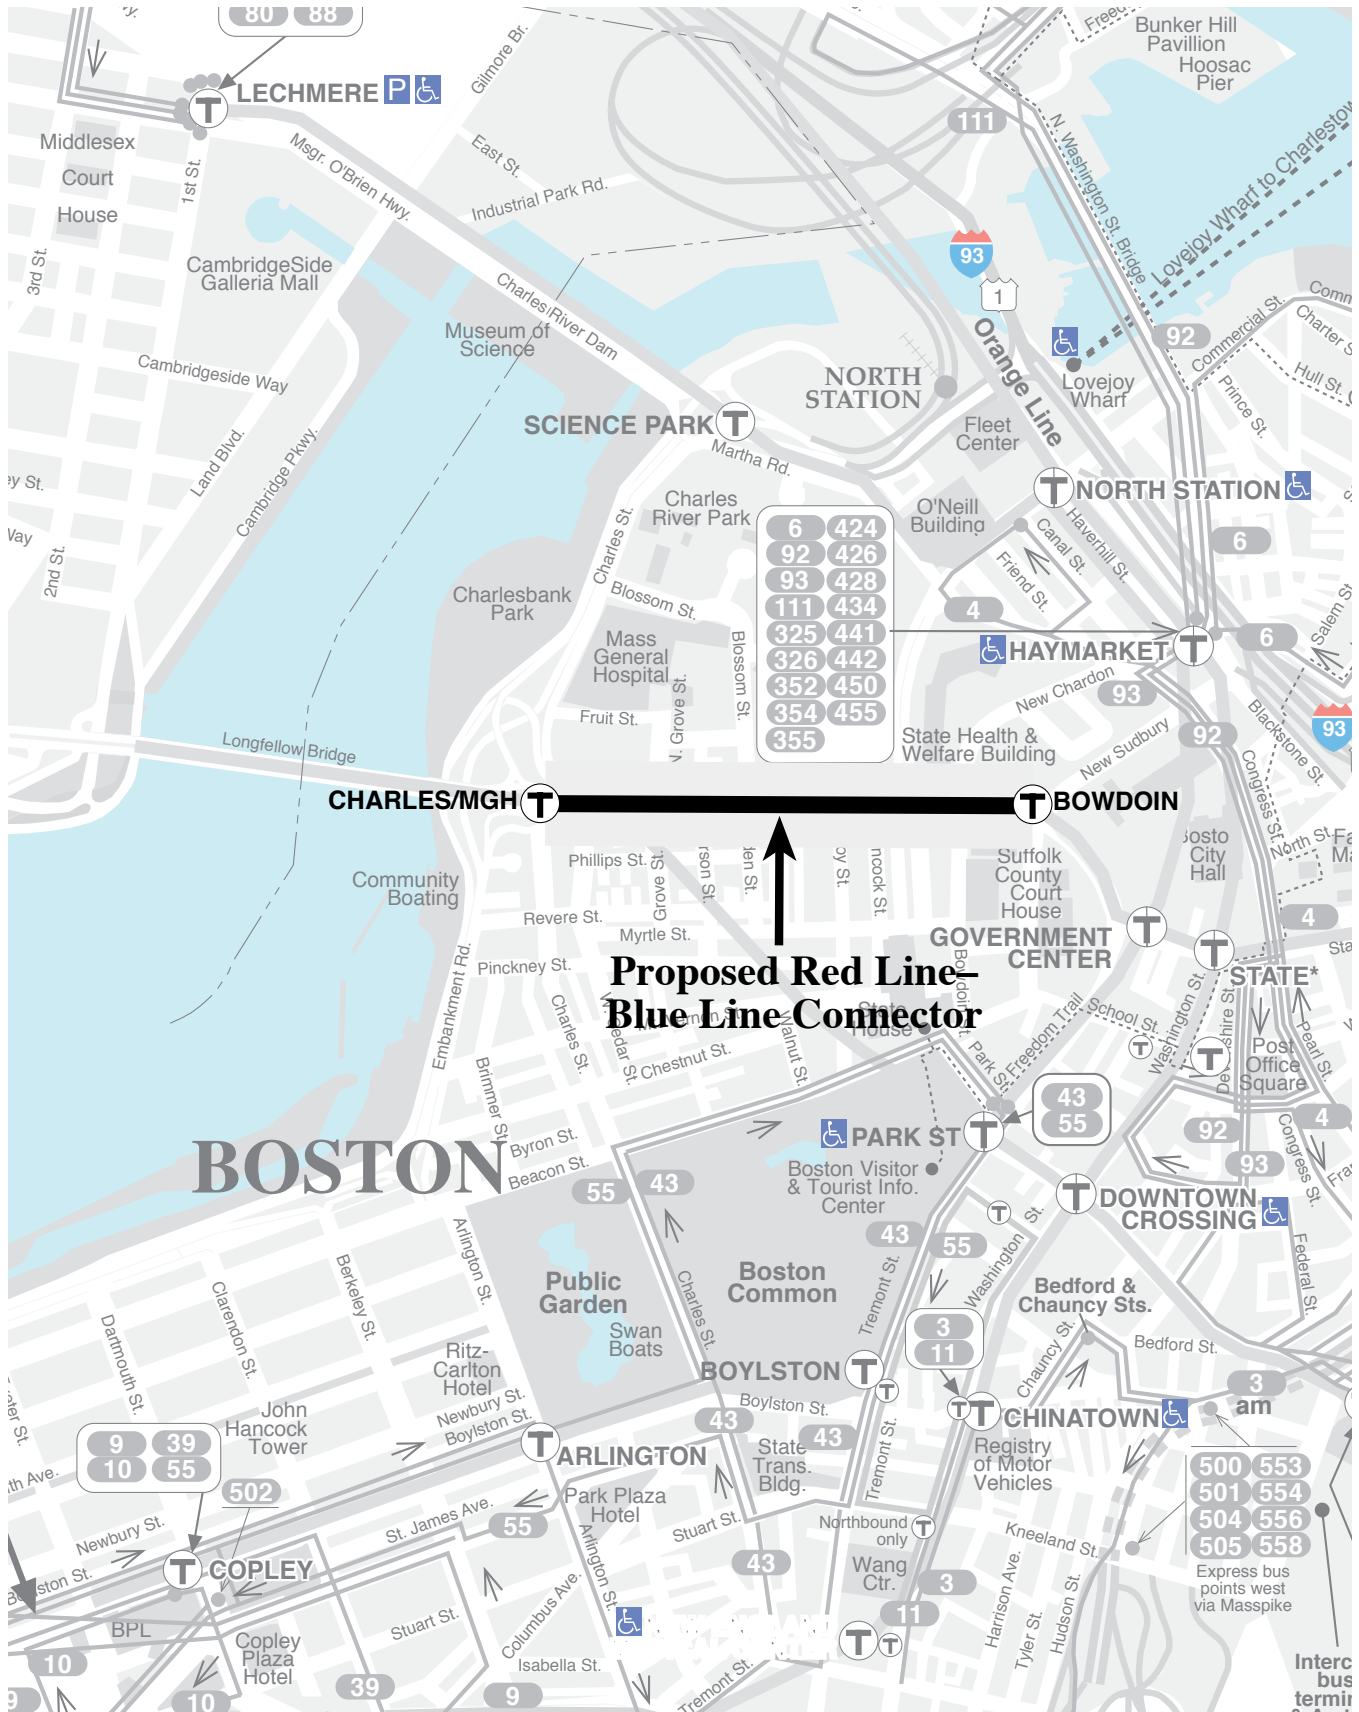 80 88
LECHMERE P
Middlesex
Court
House
1st St.
3rd St.
Msgr. O'Brien Hwy.
Gilmore Br.
East St.
Industrial Park Rd.
CambridgeSide
Galleria Mall
Charles River Dam
Museum of
Science
Cambridgeside Way
Land Blvd.
Cambridge Pkwy.
2nd St.
SCIENCE PARK
Martha Rd.
Bunker Hill
Pavillion
Hoosac
Pier
111
N. Washington St. Bridge
Lovejoy Wharf to Charlestow
93
1
Orange Line
NORTH
STATION
Lovejoy
Wharf
92
Commercial St.
Hull St.
Prince St.
Fleet
Center
NORTH STATION
O'Neill
Building
Canal St.
Haverhill St.
Friend St.
6
4
HAYMARKET
6
Salem St
Charles
River Park
Charles St.
Charlesbank
Park
Blossom St.
Blossom St.
Mass
General
Hospital
Fruit St.
N. Grove St.
6 424
92 426
93 428
111 434
325 441
326 442
352 450
354 455
355
New Chardon
93
State Health &
Welfare Building
New Sudbury
92
Blackstone St.
93
Congress St.
North St.
Longfellow Bridge
CHARLES/MGH
BOWDOIN
Phillips St.
Grove St.
Revere St.
Myrtle St.
Pinckney St.
Community
Boating
Embankment Rd.
Suffolk
County
Court
House
City
Hall
GOVERNMENT
CENTER
STATE*
4
Proposed Red Line–
Blue Line Connector
State
House
Bowdoin St.
Charles St.
Chestnut St.
Walnut St.
Brimmer St.
Park St.
Freedom Trail
School St.
Washington St.
Post
Office
Square
Pearl St.
43
55
PARK ST
92
93
4
Congress St.
BOSTON
Byron St.
Beacon St.
55 43
Boston Visitor
& Tourist Info.
Center
DOWNTOWN
CROSSING
Federal St.
43
55
Tremont St.
Washington St.
Public
Garden
Swan
Boats
Boston
Common
Charles St.
Arlington St.
Berkeley St.
Clarendon St.
Dartmouth St.
Ritz-
Carlton
Hotel
Newbury St.
Boylston St.
John
Hancock
Tower
Bedford &
Chauncy Sts.
3
11
Chauncy St.
Bedford St.
3
am
BOYLSTON
Boylston St.
CHINATOWN
Registry
of Motor
Vehicles
43
43
State
Trans.
Bldg.
Tremont St.
ARLINGTON
9 39
10 55
502
Park Plaza
Hotel
Stuart St.
St. James Ave.
55
Newbury St.
COPLEY
Arlington St.
Columbus Ave.
Northbound
only
Wang
Ctr.
43
3
11
Kneeland St.
Harrison Ave.
Tyler St.
Hudson St.
500 553
501 554
504 556
505 558
Express bus
points west
via Masspike
BPL
Copley
Plaza
Hotel
Stuart St.
Isabella St.
Tremont St.
10
10
39
9
9
Interc
bus
termin